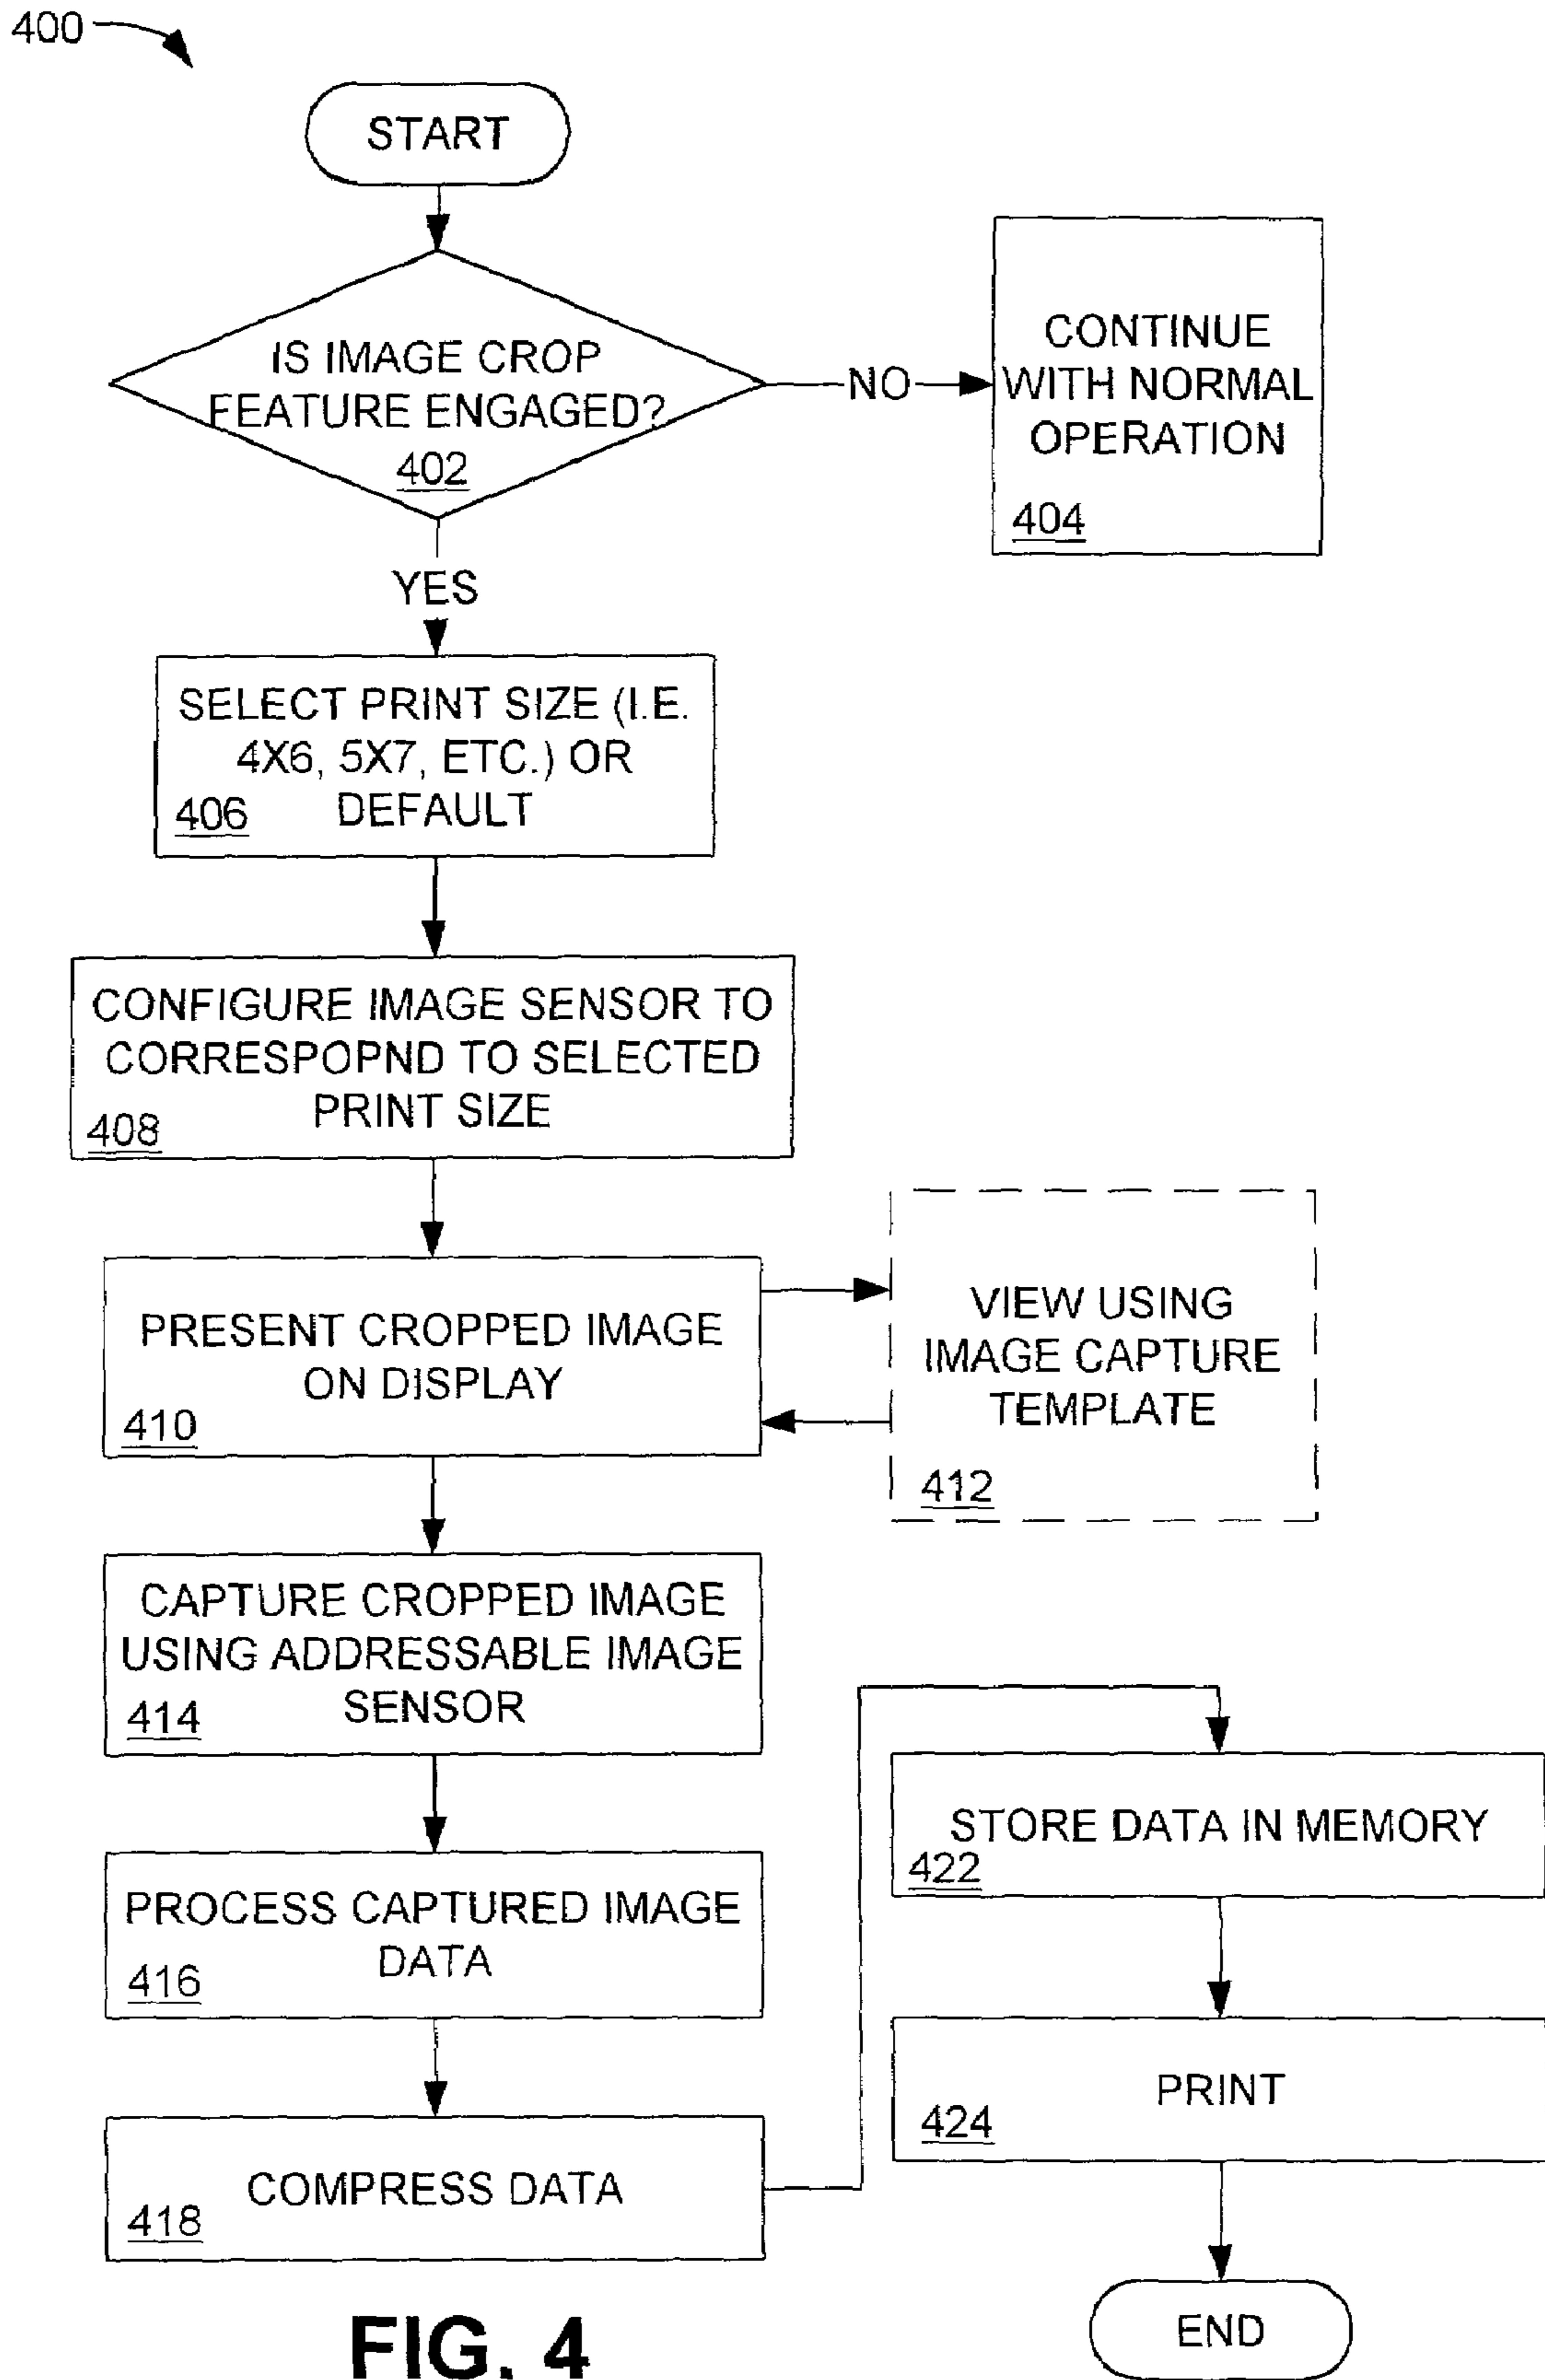 400
START
IS IMAGE CROP
FEATURE ENGAGED?
402
NO
CONTINUE
WITH NORMAL
OPERATION
404
YES
SELECT PRINT SIZE (I.E.
4X6, 5X7, ETC.) OR
DEFAULT
406
CONFIGURE IMAGE SENSOR TO
CORRESPOPND TO SELECTED
PRINT SIZE
408
PRESENT CROPPED IMAGE
ON DISPLAY
410
VIEW USING
IMAGE CAPTURE
TEMPLATE
412
CAPTURE CROPPED IMAGE
USING ADDRESSABLE IMAGE
SENSOR
414
PROCESS CAPTURED IMAGE
DATA
416
COMPRESS DATA
418
STORE DATA IN MEMORY
422
PRINT
424
END
FIG. 4